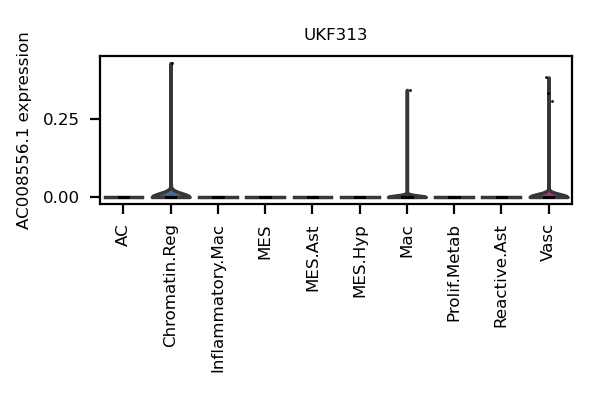 UKF313
AC008556.1 expression
0.25
0.00
AC
Chromatin.Reg
Inflammatory.Mac
MES
MES.Ast
MES.Hyp
Mac
Prolif.Metab
Reactive.Ast
Vasc